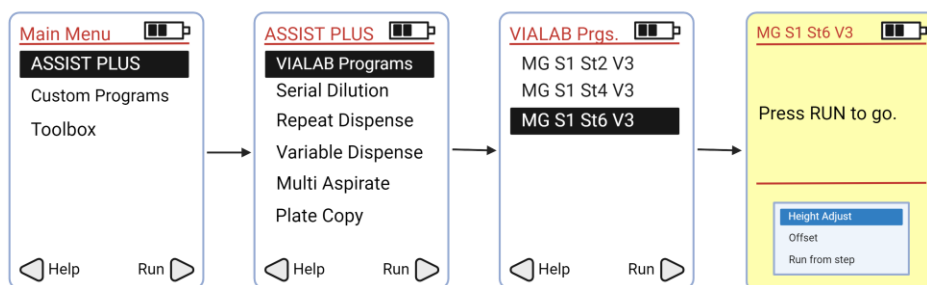 Main Menu
ASSIST PLUS
Custom Programs
Toolbox
Help Run
ASSIST PLUS
VIALAB Programs
Serial Dilution
Repeat Dispense
Variable Dispense
Multi Aspirate
Plate Copy
Help Run
VIALAB Prgs.
MG S1 St2 V3
MG S1 St4 V3
MG S1 St6 V3
Help Run
MG S1 St6 V3
Press RUN to go.
Height Adjust
Offset
Run from step